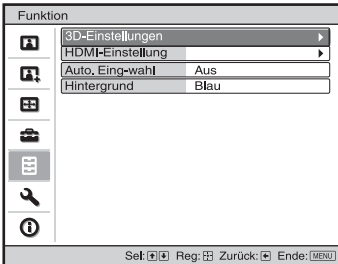 Funktion
3D-Einstellungen
HDMI-Einstellung
Auto. Eing-wahl Aus
Hintergrund Blau
Sel: Reg: Zurück: Ende: MENU